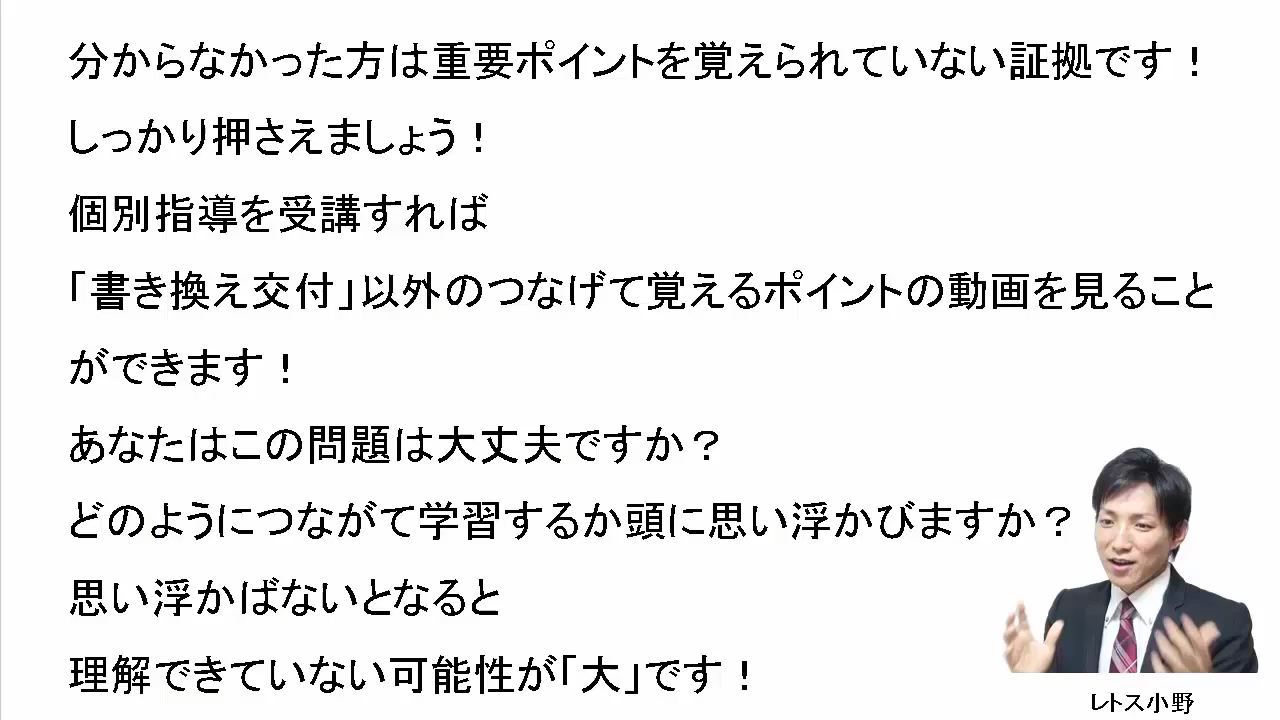 分からなかった方は重要ポイントを覚えられていない証拠です！
しっかり押さえましょう！
個別指導を受講すれば
「書き換え交付」以外のつなげて覚えるポイントの動画を見ること
ができます！
あなたはこの問題は大丈夫ですか？
どのようにつながて学習するか頭に思い浮かびますか？
思い浮かばないとなると
理解できていない可能性が「大」です！
レトス小野